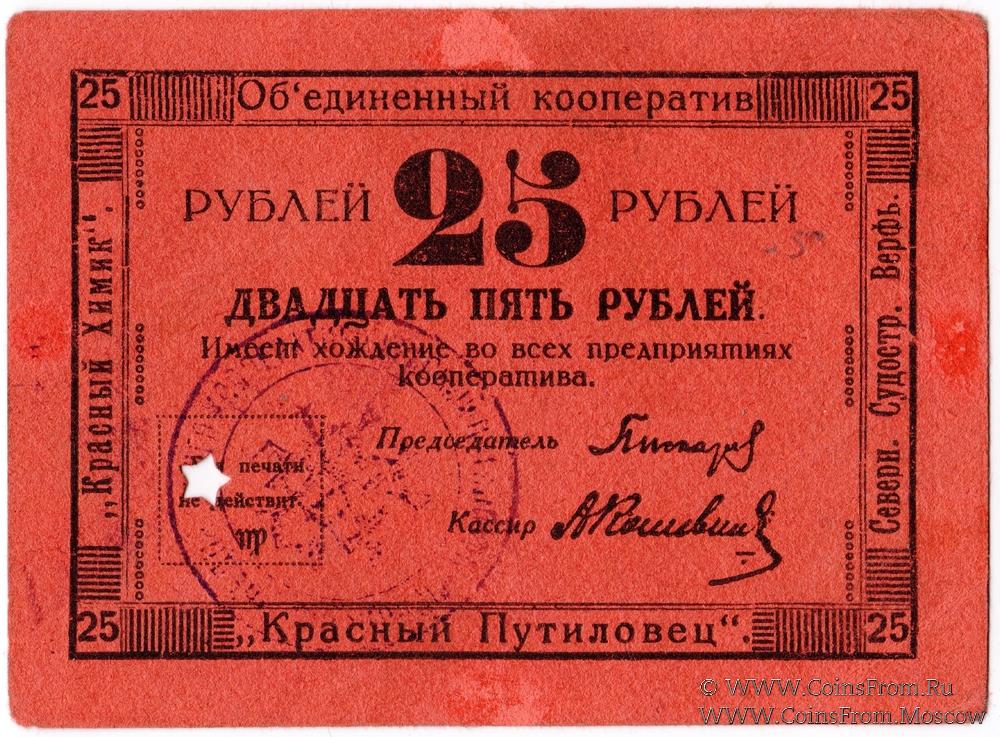 25 Об'единенный кооператив 25
РУБЛЕЙ 25 РУБЛЕЙ
ДВАДЦАТЬ ПЯТЬ РУБЛЕЙ.
Имеет хождение во всех предприятиях
кооператива.
Председатель
Кассир
печати
не действит.
„Красный Химик".
Северн. Судостр. Верфь.
25 „Красный Путиловец". 25
© WWW.CoinsFrom.Ru
WWW.CoinsFrom.Moscow